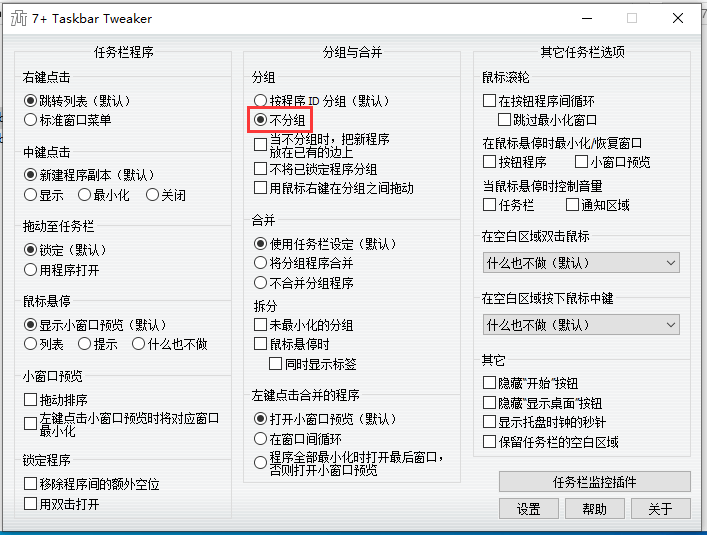 7+ Taskbar Tweaker
任务栏程序
右键点击
跳转列表（默认）
标准窗口菜单
中键点击
新建程序副本（默认）
显示 最小化 关闭
拖动至任务栏
锁定（默认）
用程序打开
鼠标悬停
显示小窗口预览（默认）
列表 提示 什么也不做
小窗口预览
拖动排序
左键点击小窗口预览时将对应窗口
最小化
锁定程序
移除程序间的额外空位
用双击打开
分组与合并
分组
按程序 ID 分组（默认）
不分组
当不分组时，把新程序
放在已有的边上
不将已锁定程序分组
用鼠标右键在分组之间拖动
合并
使用任务栏设定（默认）
将分组程序合并
不合并分组程序
拆分
未最小化的分组
鼠标悬停时
同时显示标签
左键点击合并的程序
打开小窗口预览（默认）
在窗口间循环
程序全部最小化时打开最后窗口，
否则打开小窗口预览
其它任务栏选项
鼠标滚轮
在按钮程序间循环
跳过最小化窗口
在鼠标悬停时最小化/恢复窗口
按钮程序 小窗口预览
当鼠标悬停时控制音量
任务栏 通知区域
在空白区域双击鼠标
什么也不做（默认）
在空白区域按下鼠标中键
什么也不做（默认）
其它
隐藏"开始"按钮
隐藏"显示桌面"按钮
显示托盘时钟的秒针
保留任务栏的空白区域
任务栏监控插件
设置 帮助 关于